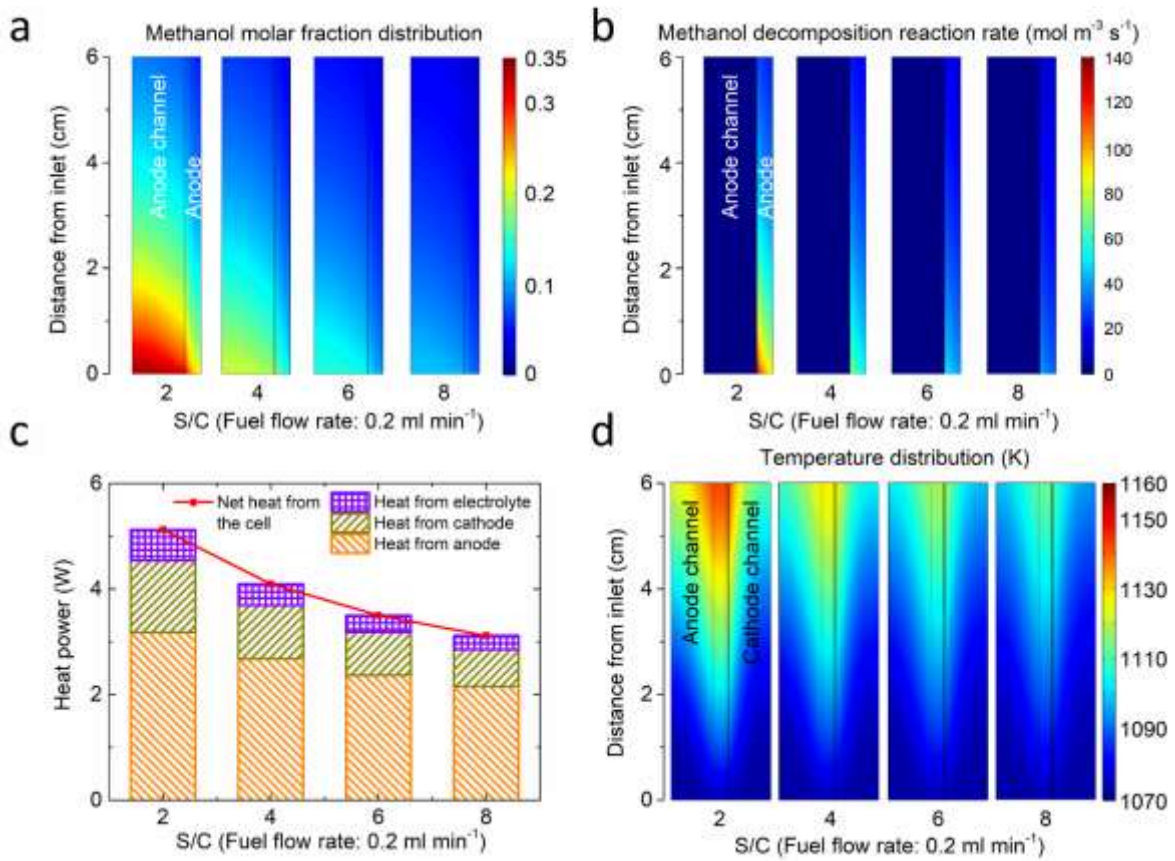 a
Methanol molar fraction distribution
Distance from inlet (cm)
6
4
2
0
Anode channel
Anode
0.35
0.3
0.2
0.1
0
2 4 6 8
S/C (Fuel flow rate: 0.2 ml min⁻¹)
b
Methanol decomposition reaction rate (mol m⁻³ s⁻¹)
Distance from inlet (cm)
6
4
2
0
Anode channel
Anode
140
120
100
80
60
40
20
0
2 4 6 8
S/C (Fuel flow rate: 0.2 ml min⁻¹)
c
Heat power (W)
6
4
2
0
Net heat from
the cell
Heat from electrolyte
Heat from cathode
Heat from anode
2 4 6 8
S/C (Fuel flow rate: 0.2 ml min⁻¹)
d
Temperature distribution (K)
Distance from inlet (cm)
6
4
2
0
Anode channel
Cathode channel
1160
1150
1130
1110
1090
1070
2 4 6 8
S/C (Fuel flow rate: 0.2 ml min⁻¹)